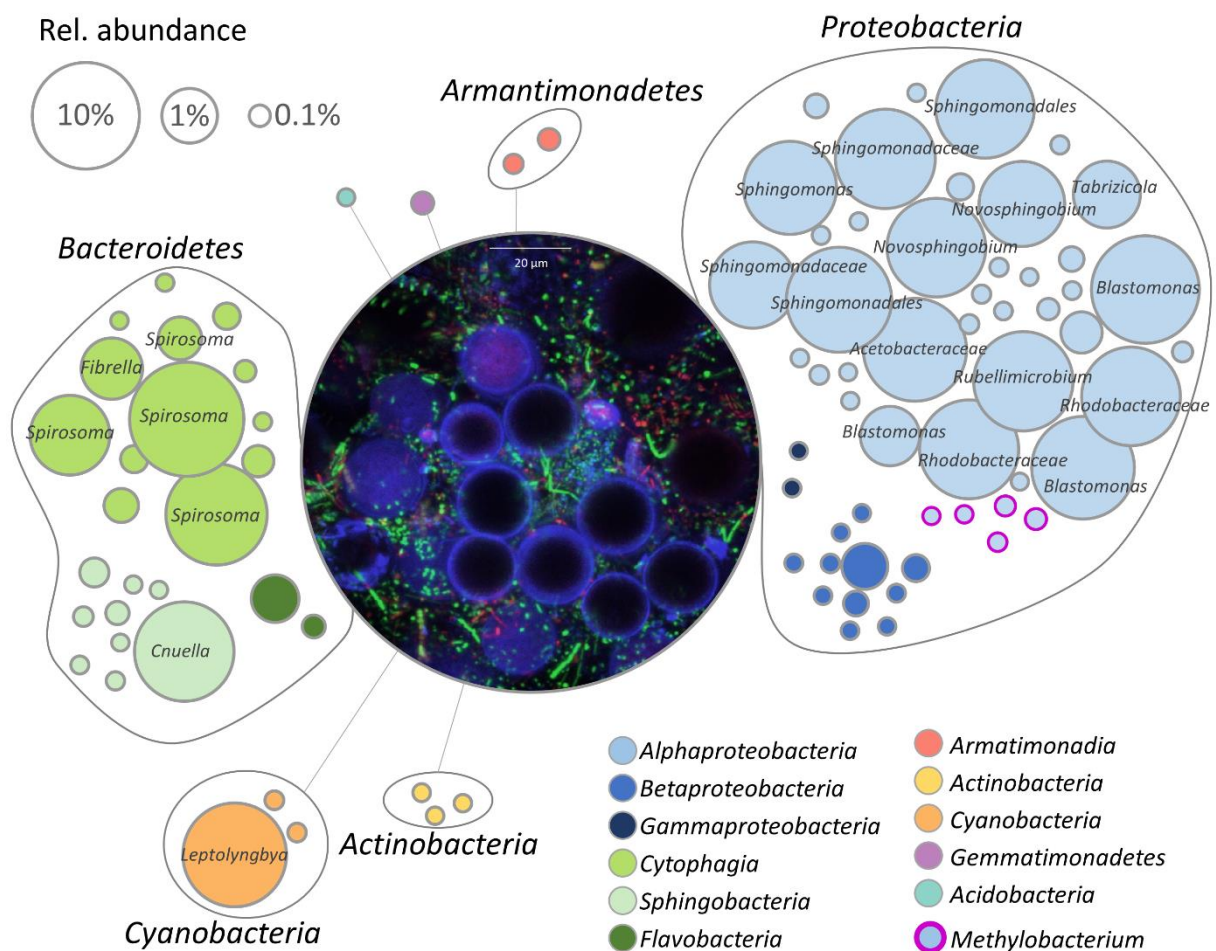 Rel. abundance
10%
1%
0.1%
Armantimonadetes
Proteobacteria
Sphingomonadales
Sphingomonadaceae
Sphingomonas
Tabrizicola
Novosphingobium
Novosphingobium
Sphingomonadaceae
Sphingomonadales
Blastomonas
Acetobacteraceae
Rubellimicrobium
Rhodobacteraceae
Blastomonas
Rhodobacteraceae
Blastomonas
20 µm
Bacteroidetes
Spirosoma
Fibrella
Spirosoma
Spirosoma
Spirosoma
Cnuella
Leptolyngbya
Cyanobacteria
Actinobacteria
Alphaproteobacteria
Betaproteobacteria
Gammaproteobacteria
Cytophagia
Sphingobacteria
Flavobacteria
Armatimonadia
Actinobacteria
Cyanobacteria
Gemmatimonadetes
Acidobacteria
Methylobacterium